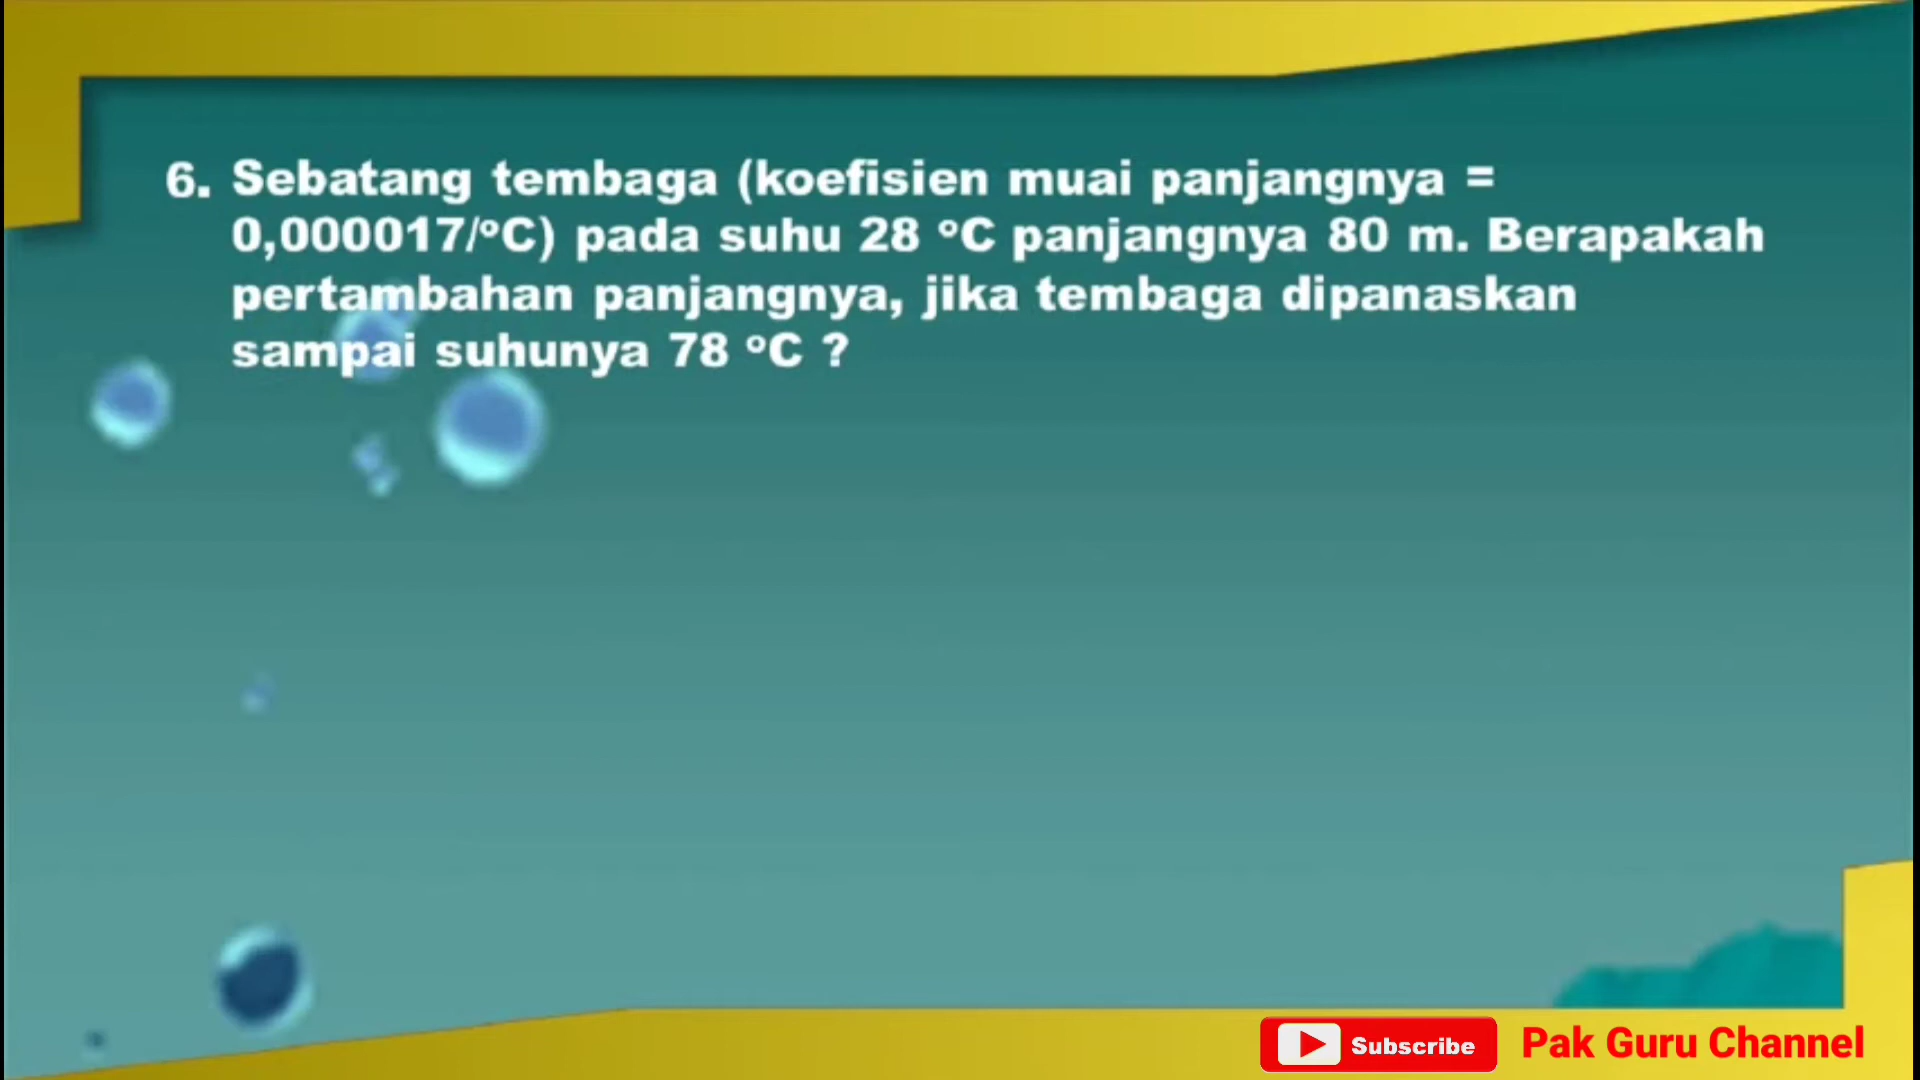 6. Sebatang tembaga (koefisien muai panjangnya =
0,000017/°C) pada suhu 28 °C panjangnya 80 m. Berapakah
pertambahan panjangnya, jika tembaga dipanaskan
sampai suhunya 78 °C ?
Subscribe Pak Guru Channel